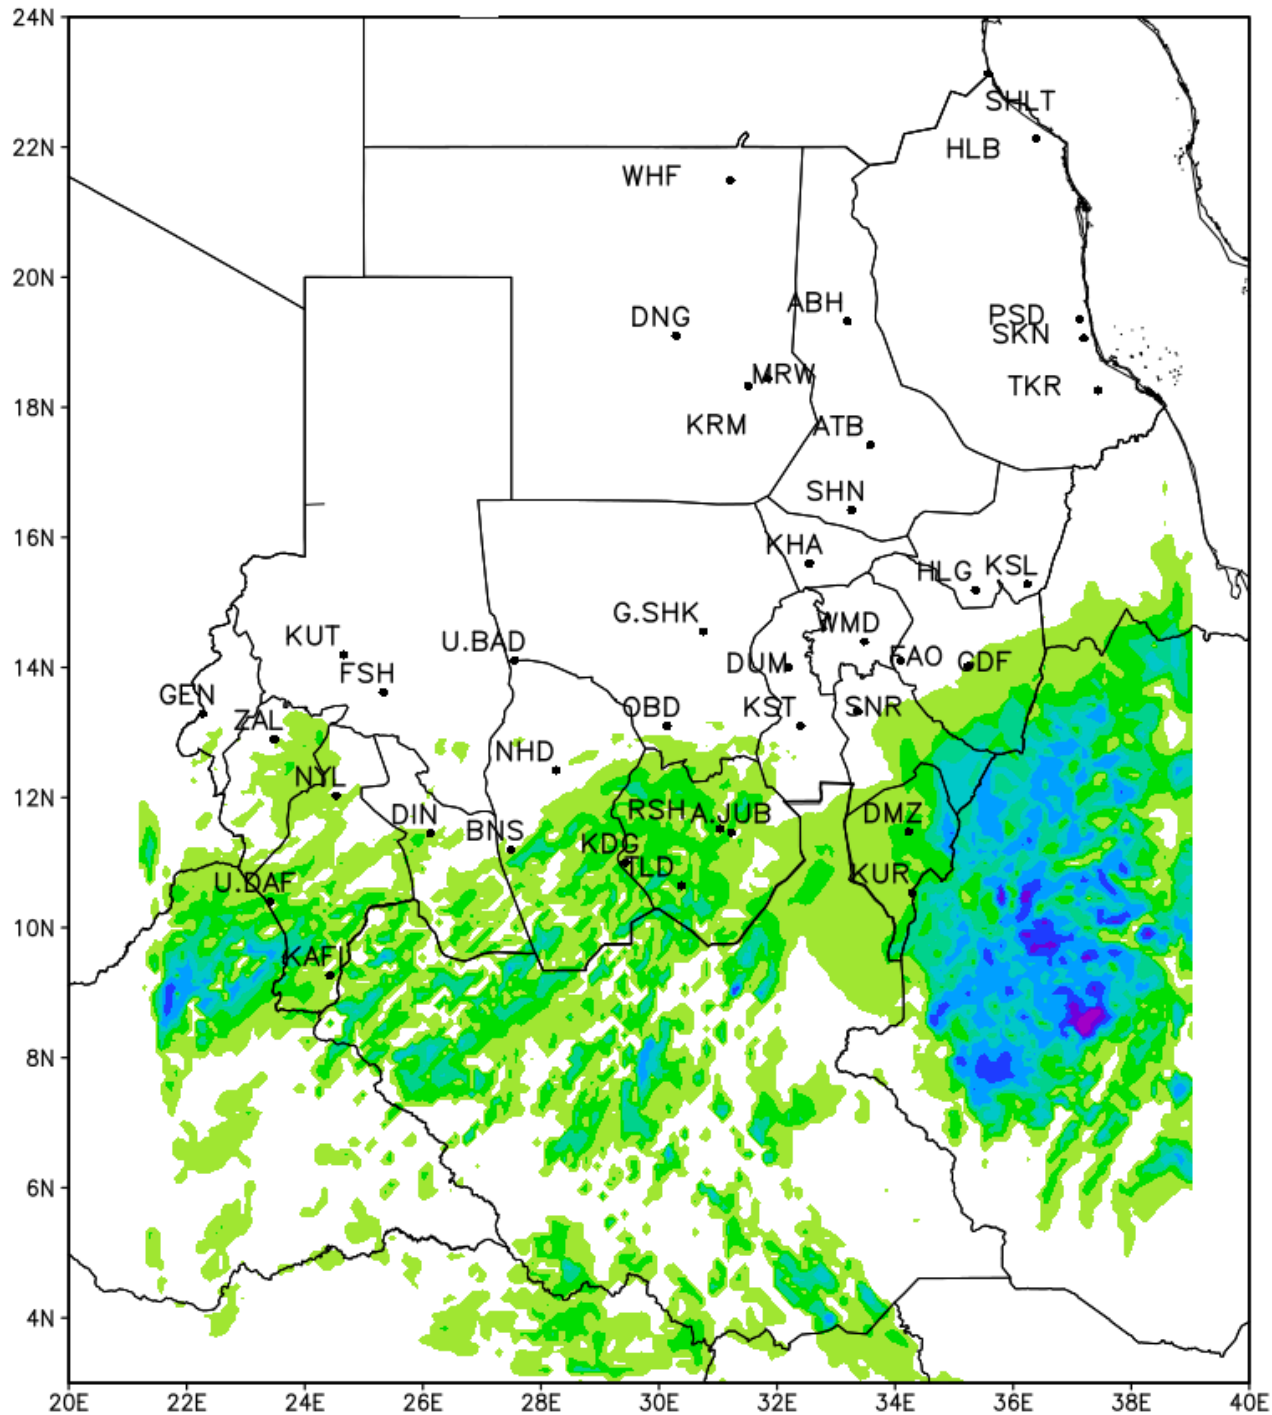 24N
SHLT
22N
HLB
WHF
20N
ABH
DNG
PSD
SKN
MRW
18N
TKR
KRM
ATB
SHN
16N
KHA
HLG
KSL
G.SHK
WMD
KUT
U.BAD
14N
FSH
DUM
FAO
GDF
GEN
ZAL
OBD
KST
SNR
NHD
NYL
12N
DIN
BNS
RSH
A.JUB
DMZ
KDG
TLD
KUR
U.DAF
10N
KAFI
8N
6N
4N
20E 22E 24E 26E 28E 30E 32E 34E 36E 38E 40E